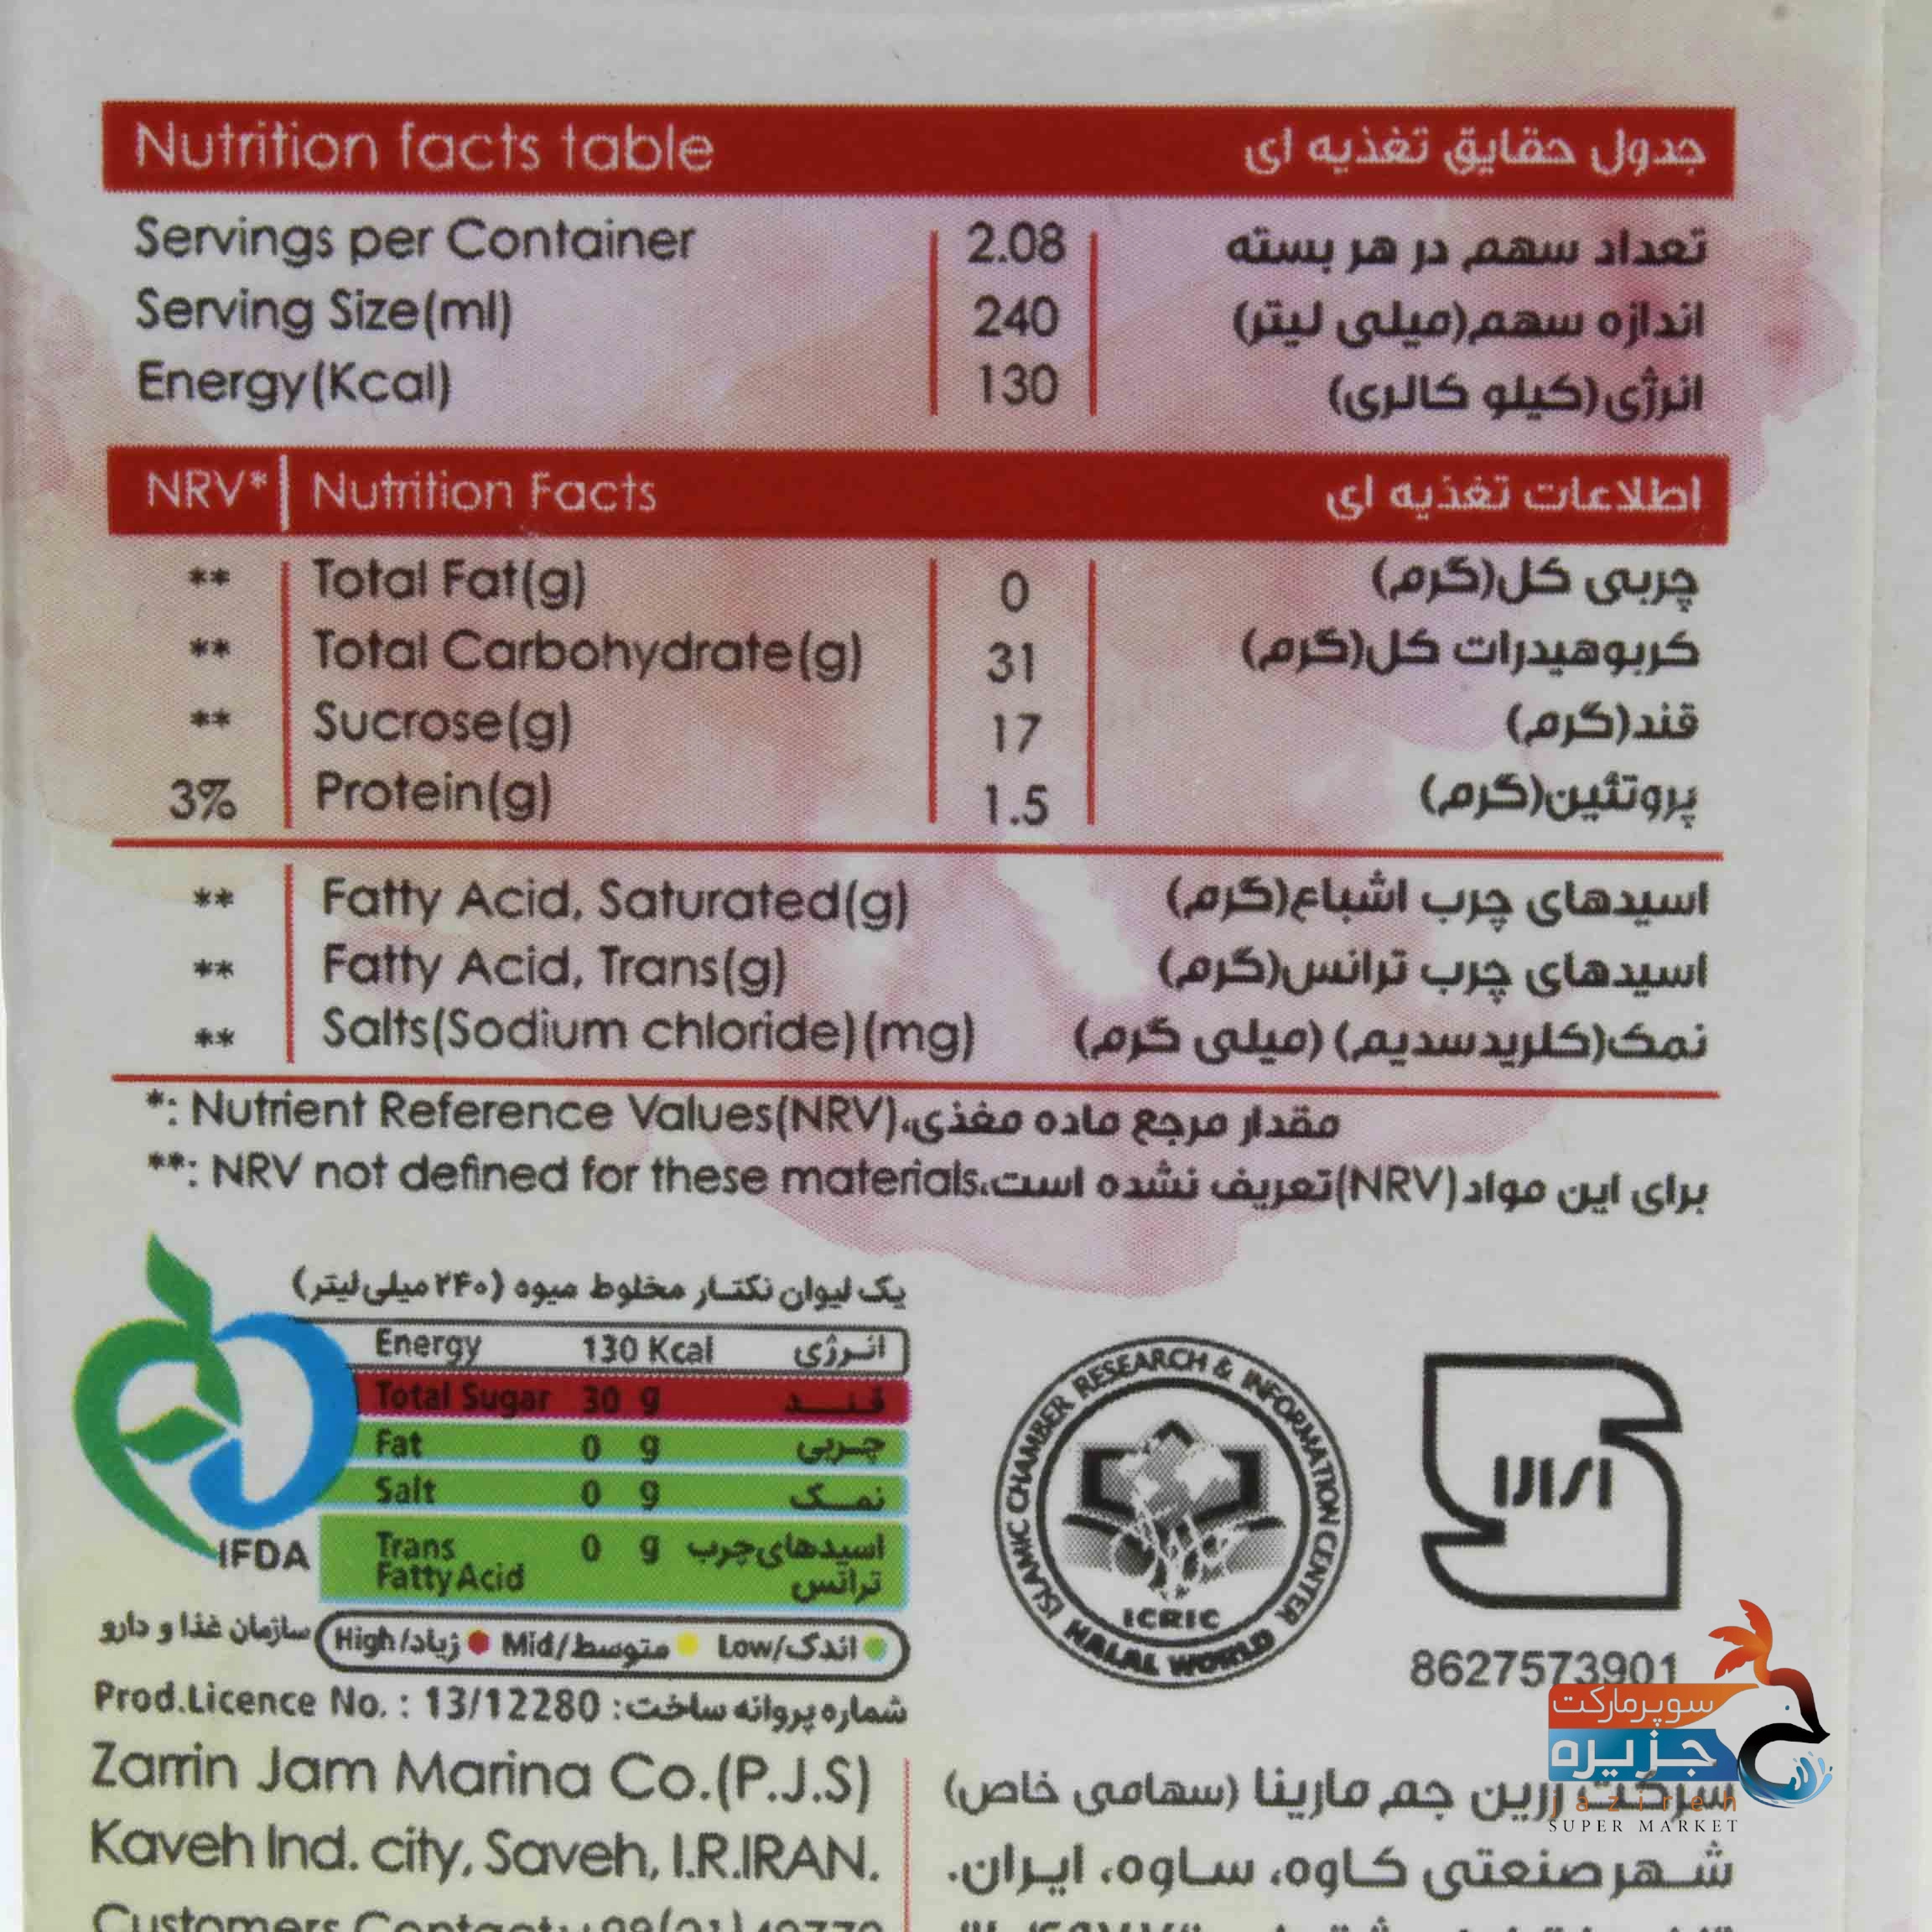 Nutrition facts table جدول حقایق تغذیه ای
Servings per Container 2.08 تعداد سهم در هر بسته
Serving Size(ml) 240 اندازه سهم(میلی لیتر)
Energy(Kcal) 130 انرژی(کیلو کالری)
NRV* Nutrition Facts اطلاعات تغذیه ای
** Total Fat(g) 0 چربی کل(گرم)
** Total Carbohydrate(g) 31 کربوهیدرات کل(گرم)
** Sucrose(g) 17 قند(گرم)
3% Protein(g) 1.5 پروتئین(گرم)
** Fatty Acid, Saturated(g) اسیدهای چرب اشباع(گرم)
** Fatty Acid, Trans(g) اسیدهای چرب ترانس(گرم)
** Salts(Sodium chloride)(mg) نمک(کلریدسدیم) (میلی گرم)
*: Nutrient Reference Values(NRV).مقدار مرجع ماده مغذی
**: NRV not defined for these materials.برای این مواد(NRV)تعریف نشده است
یک لیوان نکتار مخلوط میوه (۲۴۰ میلی لیتر)
Energy 130 Kcal انرژی
Total Sugar 30 g قند
Fat 0 g چربی
Salt 0 g نمک
Trans 0 g اسیدهای چرب
Fatty Acid ترانس
IFDA
سازمان غذا و دارو
High/زیاد Mid/متوسط Low/اندک
Prod.Licence No. : 13/12280 :شماره پروانه ساخت
ISLAMIC CHAMBER RESEARCH & INFORMATION CENTER
ICRIC
HALAL WORLD
8627573901
سوپرمارکت
جزیره
jazireh
SUPER MARKET
Zarrin Jam Marina Co.(P.J.S) شرکت زرین جم مارینا (سهامی خاص)
Kaveh Ind. city, Saveh, I.R.IRAN. شهر صنعتی کاوه، ساوه، ایران.
Customers Contact: